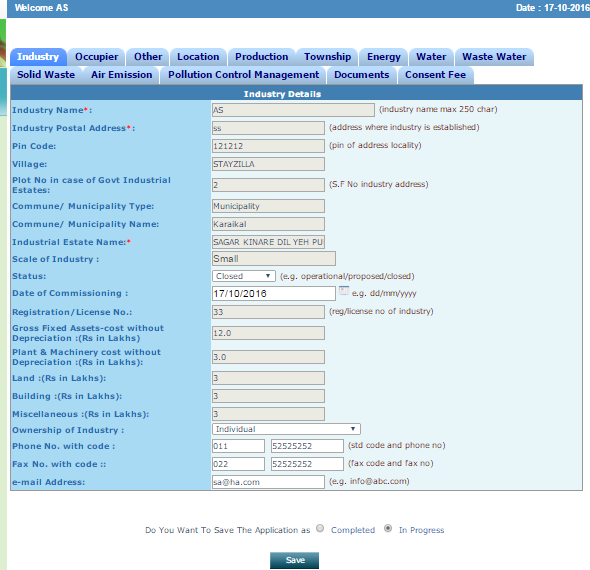 Welcome AS Date : 17-10-2016
Industry Occupier Other Location Production Township Energy Water Waste Water
Solid Waste Air Emission Pollution Control Management Documents Consent Fee
Industry Details
Industry Name*: AS (industry name max 250 char)
Industry Postal Address*: ss (address where industry is established)
Pin Code: 121212 (pin of address locality)
Village: STAYZILLA
Plot No in case of Govt Industrial
Estates: 2 (S.F No industry address)
Commune/ Municipality Type: Municipality
Commune/ Municipality Name: Karaikal
Industrial Estate Name:* SAGAR KINARE DIL YEH PU
Scale of Industry : Small
Status: Closed (e.g. operational/proposed/closed)
Date of Commissioning : 17/10/2016 e.g. dd/mm/yyyy
Registration/License No.: 33 (reg/license no of industry)
Gross Fixed Assets-cost without
Depreciation :(Rs in Lakhs) 12.0
Plant & Machinery cost without
Depreciation :(Rs in Lakhs): 3.0
Land :(Rs in Lakhs): 3
Building :(Rs in Lakhs): 3
Miscellaneous :(Rs in Lakhs): 3
Ownership of Industry : Individual
Phone No. with code : 011 52525252 (std code and phone no)
Fax No. with code :: 022 52525252 (fax code and fax no)
e-mail Address: sa@ha.com (e.g. info@abc.com)
Do You Want To Save The Application as Completed In Progress
Save